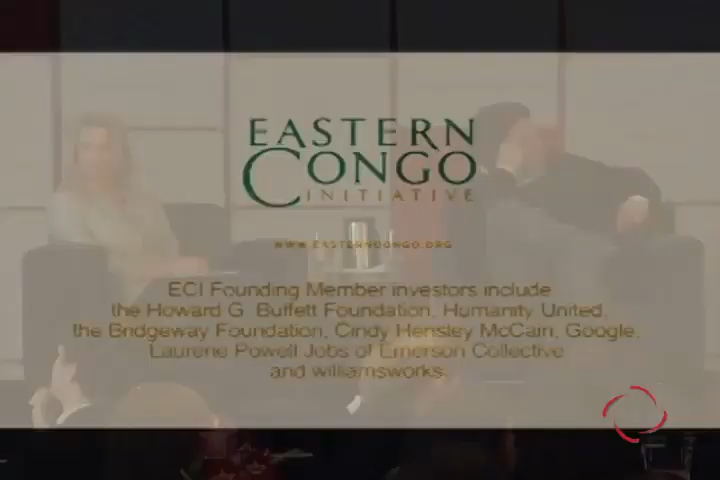 EASTERN
CONGO
INITIATIVE
WWW.EASTERNCONGO.ORG
ECI Founding Member investors include
the Howard G. Buffett Foundation, Humanity United,
the Bridgeway Foundation, Cindy Hensley McCain, Google,
Laurene Powell Jobs of Emerson Collective
and williamsworks.